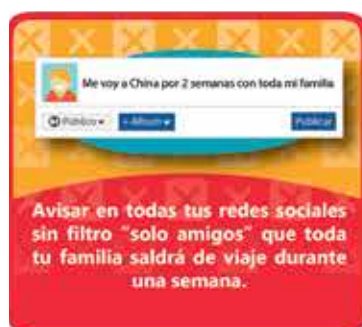 Me voy a China por 2 semanas con toda mi familia
Público + Álbum Publicar
Avisar en todas tus redes sociales
sin filtro "solo amigos" que toda
tu familia saldrá de viaje durante
una semana.